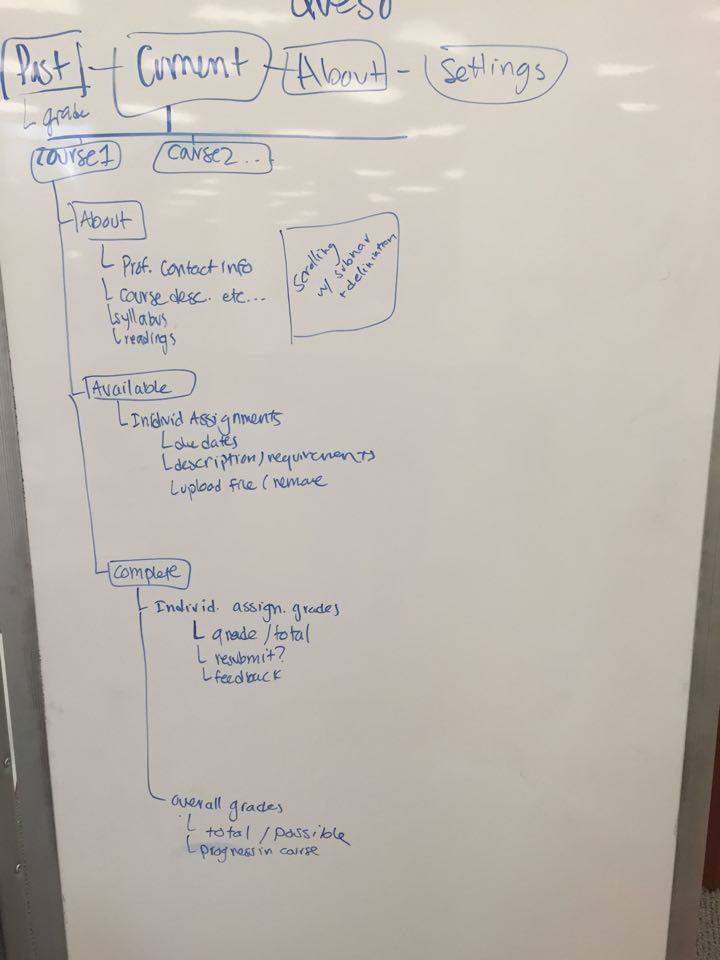 queso
Past Current About Settings
grade
course1 course2...
About
Prof. Contact info
course desc. etc...
syllabus
readings
Scrolling
w/ subnav
+ delineation
Available
Individ Assignments
due dates
description/requirements
upload file/remove
Complete
Individ. assign. grades
grade/total
resubmit?
feedback
overall grades
total/possible
progress in course